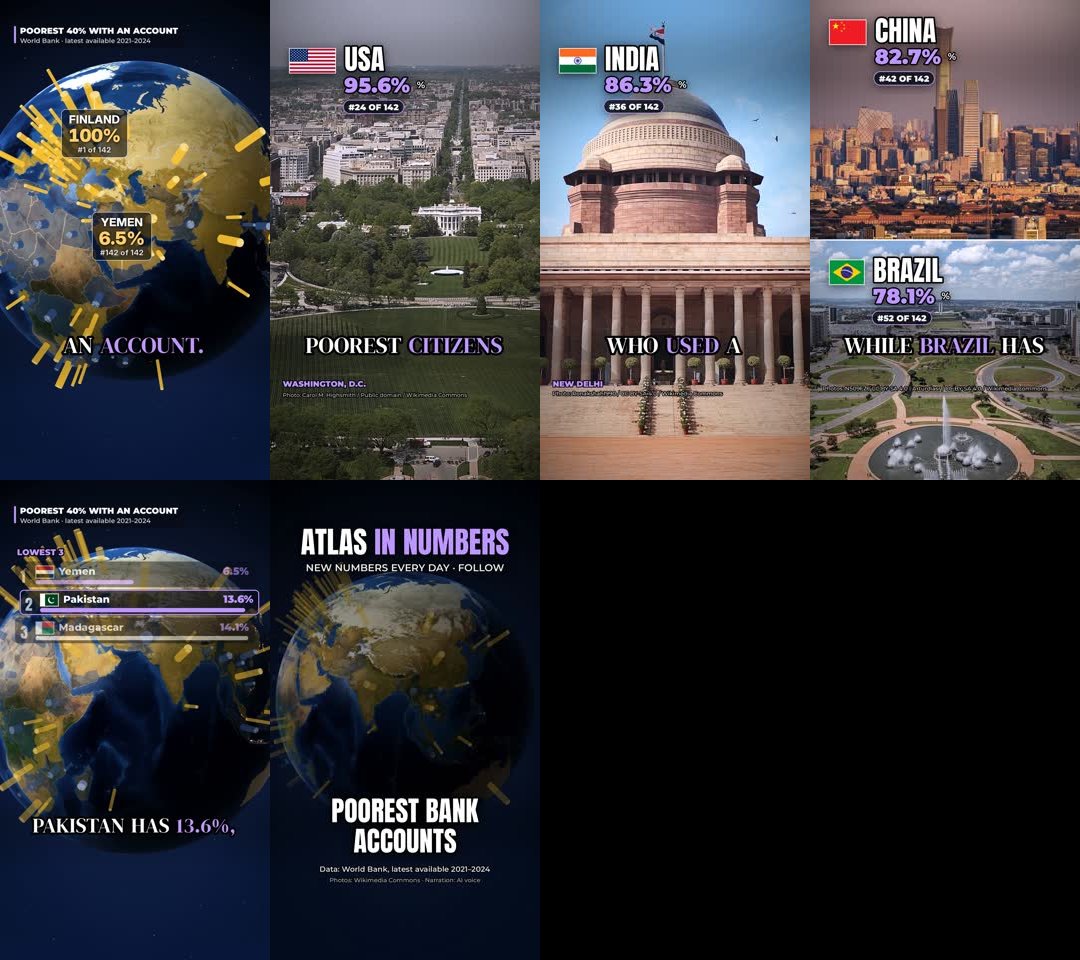 POOREST 40% WITH AN ACCOUNT
World Bank · latest available 2021-2024
FINLAND
100%
#1 of 142
YEMEN
6.5%
#142 of 142
AN ACCOUNT.
USA
95.6% %
#24 OF 142
POOREST CITIZENS
WASHINGTON, D.C.
Photo: Carol M. Highsmith / Public domain / Wikimedia Commons
INDIA
86.3% %
#36 OF 142
WHO USED A
NEW DELHI
Wikimedia Commons
CHINA
82.7% %
#42 OF 142
BRAZIL
78.1% %
#52 OF 142
WHILE BRAZIL HAS
Wikimedia Commons
POOREST 40% WITH AN ACCOUNT
World Bank · latest available 2021-2024
LOWEST 3
1 Yemen 6.5%
2 Pakistan 13.6%
3 Madagascar 14.1%
PAKISTAN HAS 13.6%,
ATLAS IN NUMBERS
NEW NUMBERS EVERY DAY · FOLLOW
POOREST BANK
ACCOUNTS
Data: World Bank, latest available 2021–2024
Photos: Wikimedia Commons · Narration: AI voice